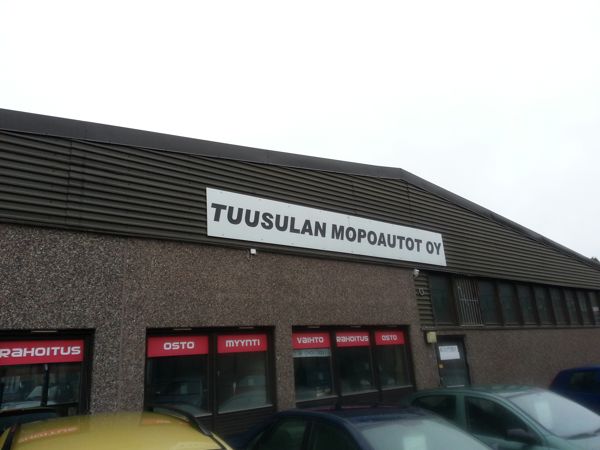 TUUSULAN MOPOAUTOT OY
RAHOITUS
OSTO
MYYNTI
VAIHTO
RAHOITUS
OSTO